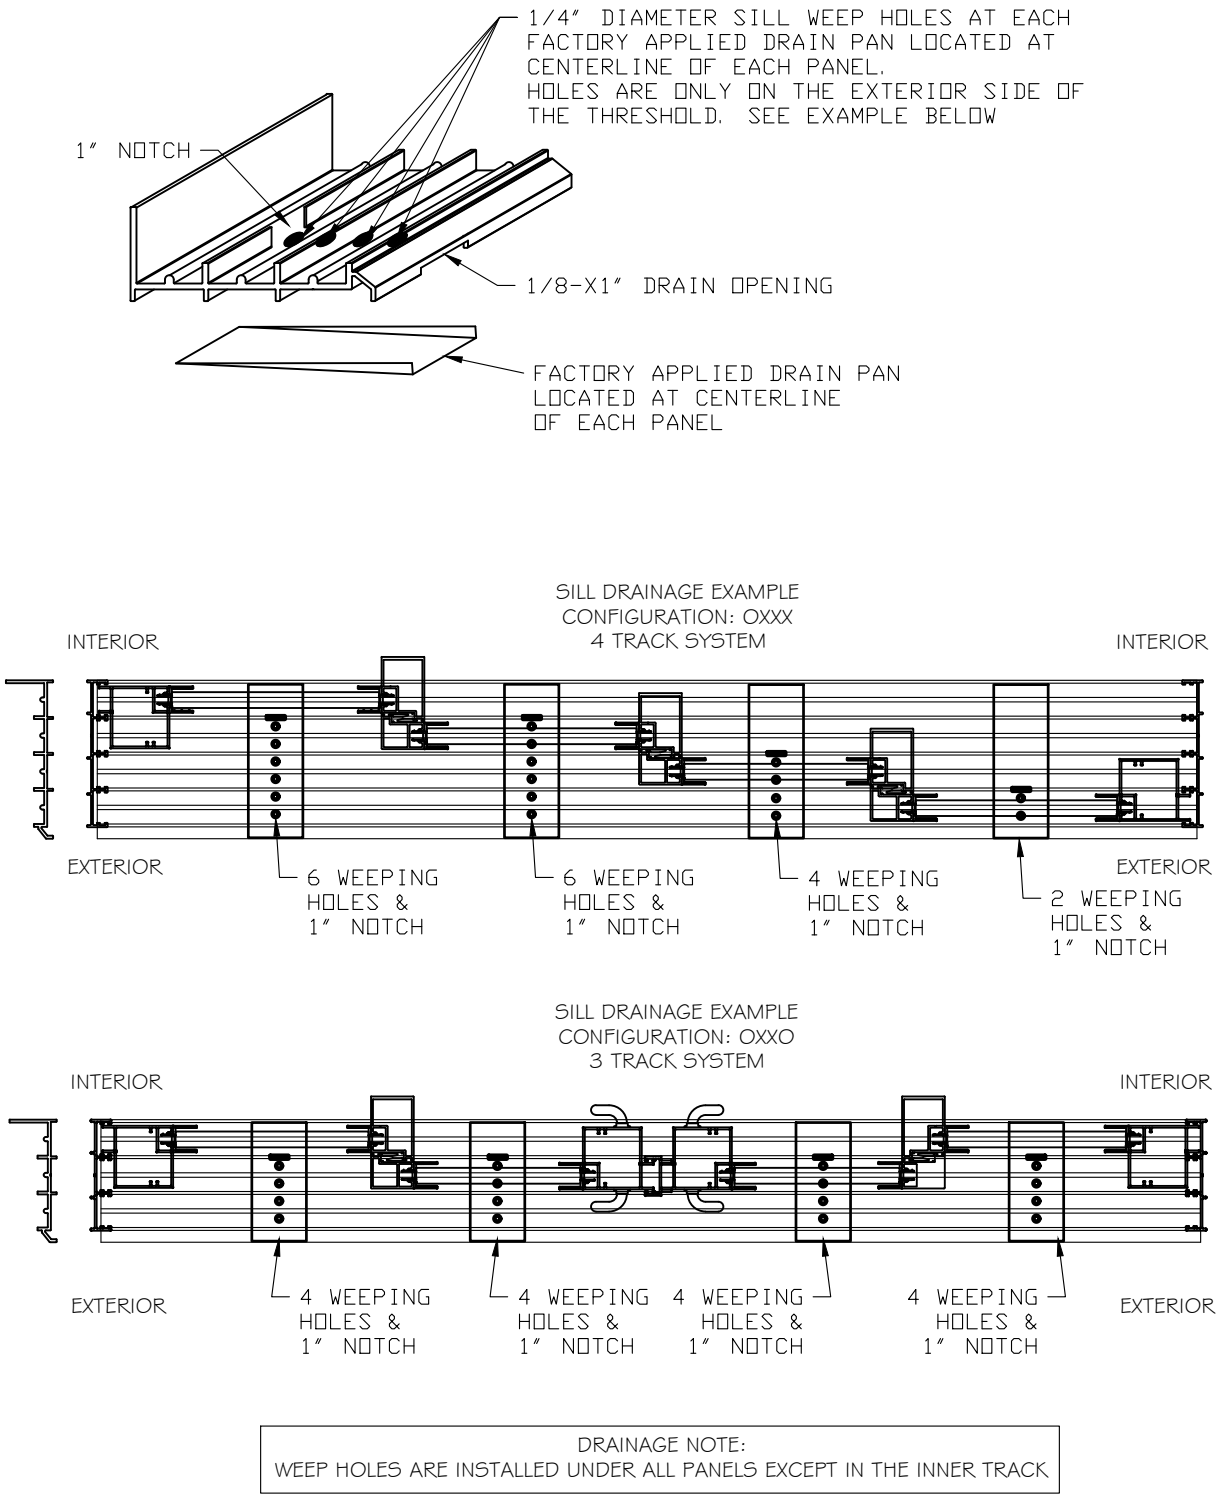 1/4" DIAMETER SILL WEEP HOLES AT EACH
FACTORY APPLIED DRAIN PAN LOCATED AT
CENTERLINE OF EACH PANEL.
HOLES ARE ONLY ON THE EXTERIOR SIDE OF
THE THRESHOLD. SEE EXAMPLE BELOW
1" NOTCH
1/8-X1" DRAIN OPENING
FACTORY APPLIED DRAIN PAN
LOCATED AT CENTERLINE
OF EACH PANEL
SILL DRAINAGE EXAMPLE
CONFIGURATION: OXXX
4 TRACK SYSTEM
INTERIOR
INTERIOR
EXTERIOR
EXTERIOR
6 WEEPING
HOLES &
1" NOTCH
6 WEEPING
HOLES &
1" NOTCH
4 WEEPING
HOLES &
1" NOTCH
2 WEEPING
HOLES &
1" NOTCH
SILL DRAINAGE EXAMPLE
CONFIGURATION: OXXO
3 TRACK SYSTEM
INTERIOR
INTERIOR
EXTERIOR
EXTERIOR
4 WEEPING
HOLES &
1" NOTCH
4 WEEPING
HOLES &
1" NOTCH
4 WEEPING
HOLES &
1" NOTCH
4 WEEPING
HOLES &
1" NOTCH
DRAINAGE NOTE:
WEEP HOLES ARE INSTALLED UNDER ALL PANELS EXCEPT IN THE INNER TRACK